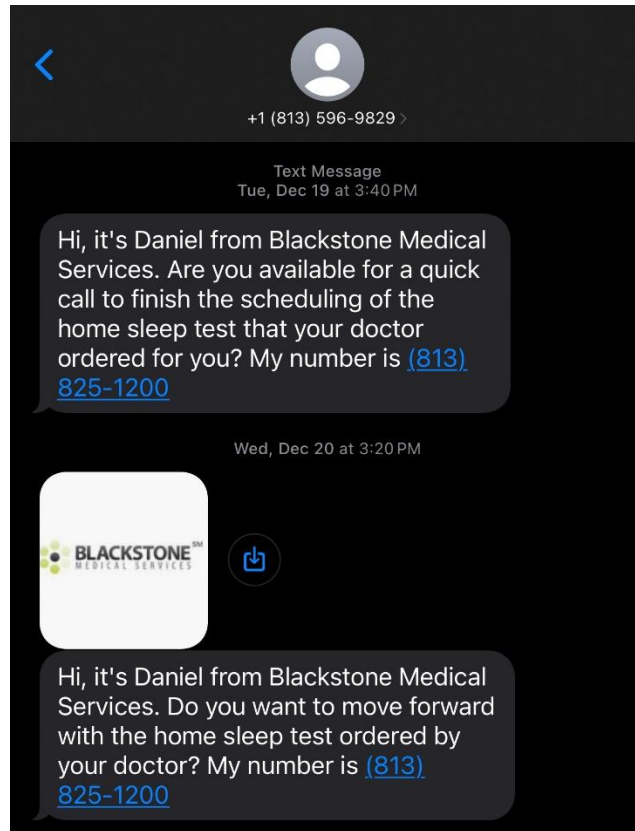 +1 (813) 596-9829 >
Text Message
Tue, Dec 19 at 3:40 PM
Hi, it's Daniel from Blackstone Medical
Services. Are you available for a quick
call to finish the scheduling of the
home sleep test that your doctor
ordered for you? My number is (813)
825-1200
Wed, Dec 20 at 3:20 PM
BLACKSTONE SM
MEDICAL SERVICES
Hi, it's Daniel from Blackstone Medical
Services. Do you want to move forward
with the home sleep test ordered by
your doctor? My number is (813)
825-1200